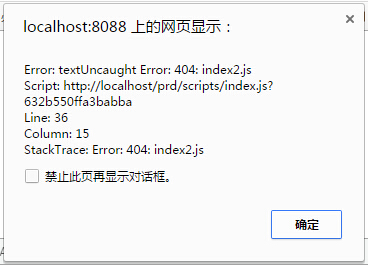 localhost:8088 上的网页显示：
Error: textUncaught Error: 404: index2.js
Script: http://localhost/prd/scripts/index.js?
632b550ffa3babba
Line: 36
Column: 15
StackTrace: Error: 404: index2.js
禁止此页再显示对话框。
确定